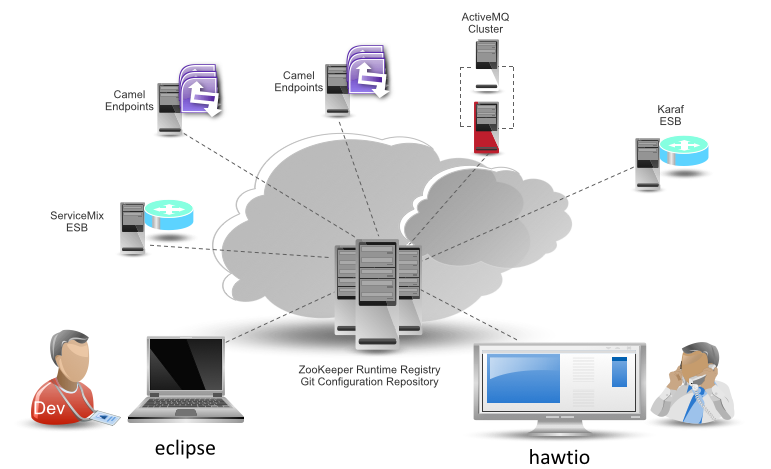 ActiveMQ
Cluster
Camel
Endpoints
Camel
Endpoints
Karaf
ESB
ServiceMix
ESB
ZooKeeper Runtime Registry
Git Configuration Repository
Dev
eclipse
hawtio